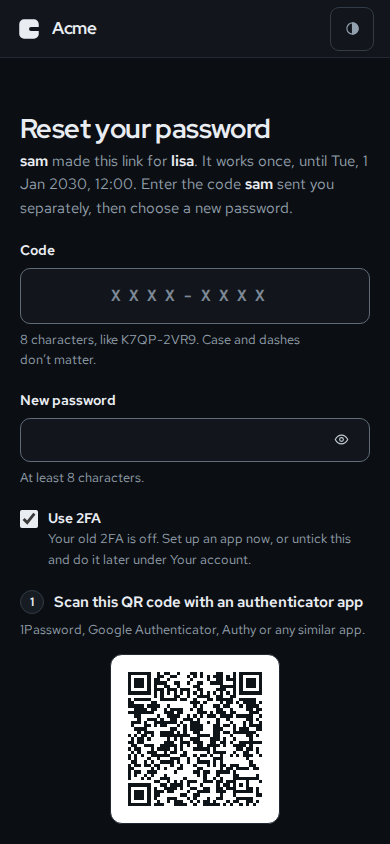 Acme
Reset your password
sam made this link for lisa. It works once, until Tue, 1
Jan 2030, 12:00. Enter the code sam sent you
separately, then choose a new password.
Code
XXXX-XXXX
8 characters, like K7QP-2VR9. Case and dashes
don't matter.
New password
At least 8 characters.
Use 2FA
Your old 2FA is off. Set up an app now, or untick this
and do it later under Your account.
1 Scan this QR code with an authenticator app
1Password, Google Authenticator, Authy or any similar app.